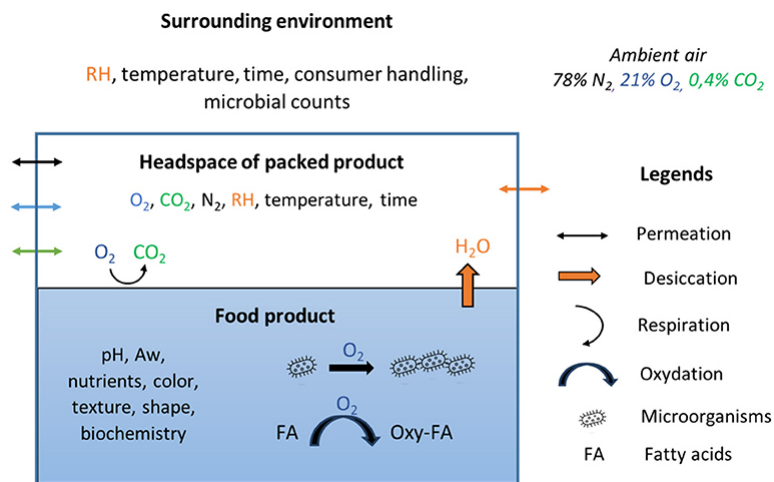 Surrounding environment
RH, temperature, time, consumer handling,
microbial counts
Ambient air
78% N₂, 21% O₂, 0,4% CO₂
Headspace of packed product
O₂, CO₂, N₂, RH, temperature, time
O₂ CO₂
H₂O
Food product
pH, Aw,
nutrients, color,
texture, shape,
biochemistry
O₂
O₂
FA Oxy-FA
Legends
Permeation
Desiccation
Respiration
Oxydation
Microorganisms
FA Fatty acids